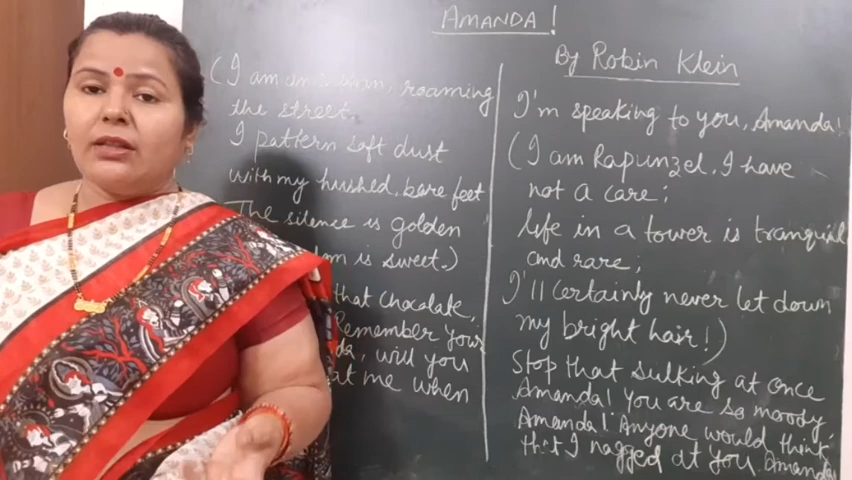 AMANDA!
By Robin Klein
(I am an orphan, roaming
the street.
I pattern soft dust
with my hushed, bare feet
The silence is golden
is sweet.)
that chocolate,
Remember your
will you
at me when
I'm speaking to you, Amanda!
(I am Rapunzel, I have
not a care;
life in a tower is tranquil
and rare;
I'll certainly never let down
my bright hair!)
Stop that sulking at once
Amanda! You are so moody
Amanda! Anyone would think
that I nagged at you Amanda